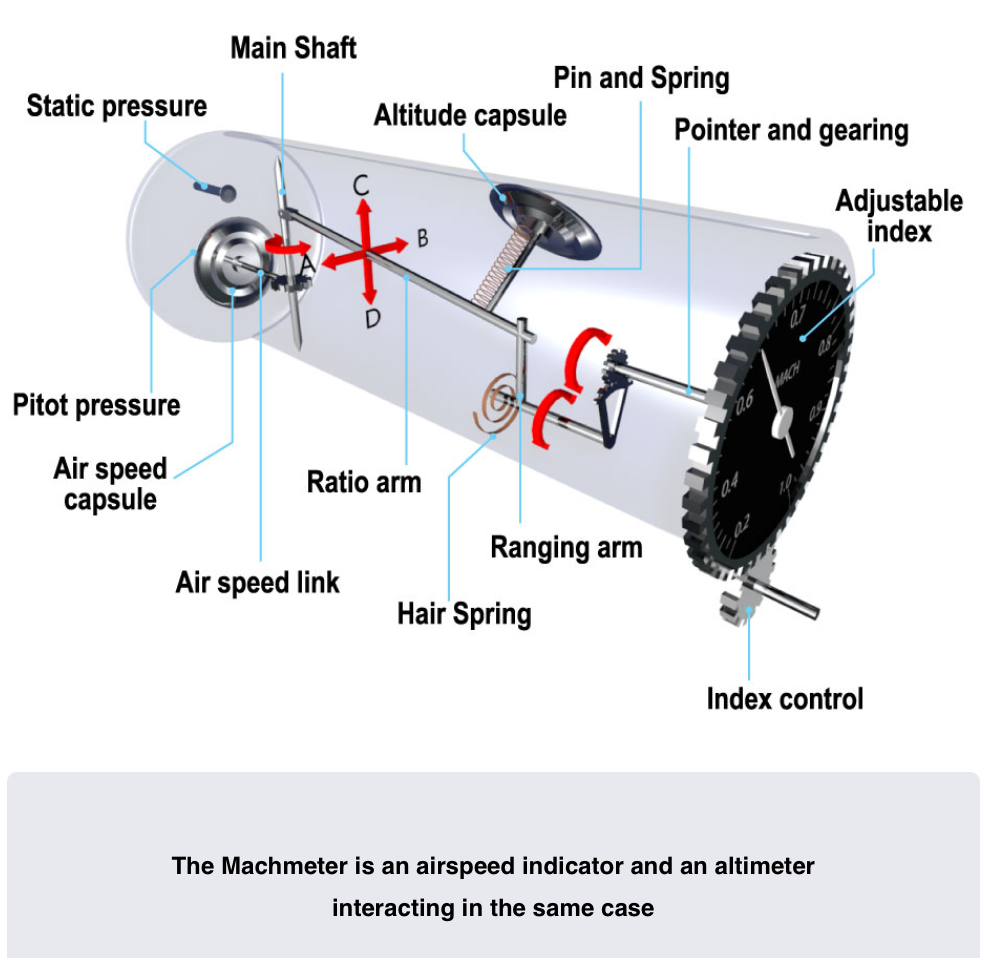 Main Shaft
Pin and Spring
Static pressure
Altitude capsule
Pointer and gearing
Adjustable
index
C
B
A
D
0.7
0.8
MACH
0.6
0.9
0.4
1.0
0.2
Pitot pressure
Air speed
capsule
Ratio arm
Ranging arm
Air speed link
Hair Spring
Index control
The Machmeter is an airspeed indicator and an altimeter
interacting in the same case